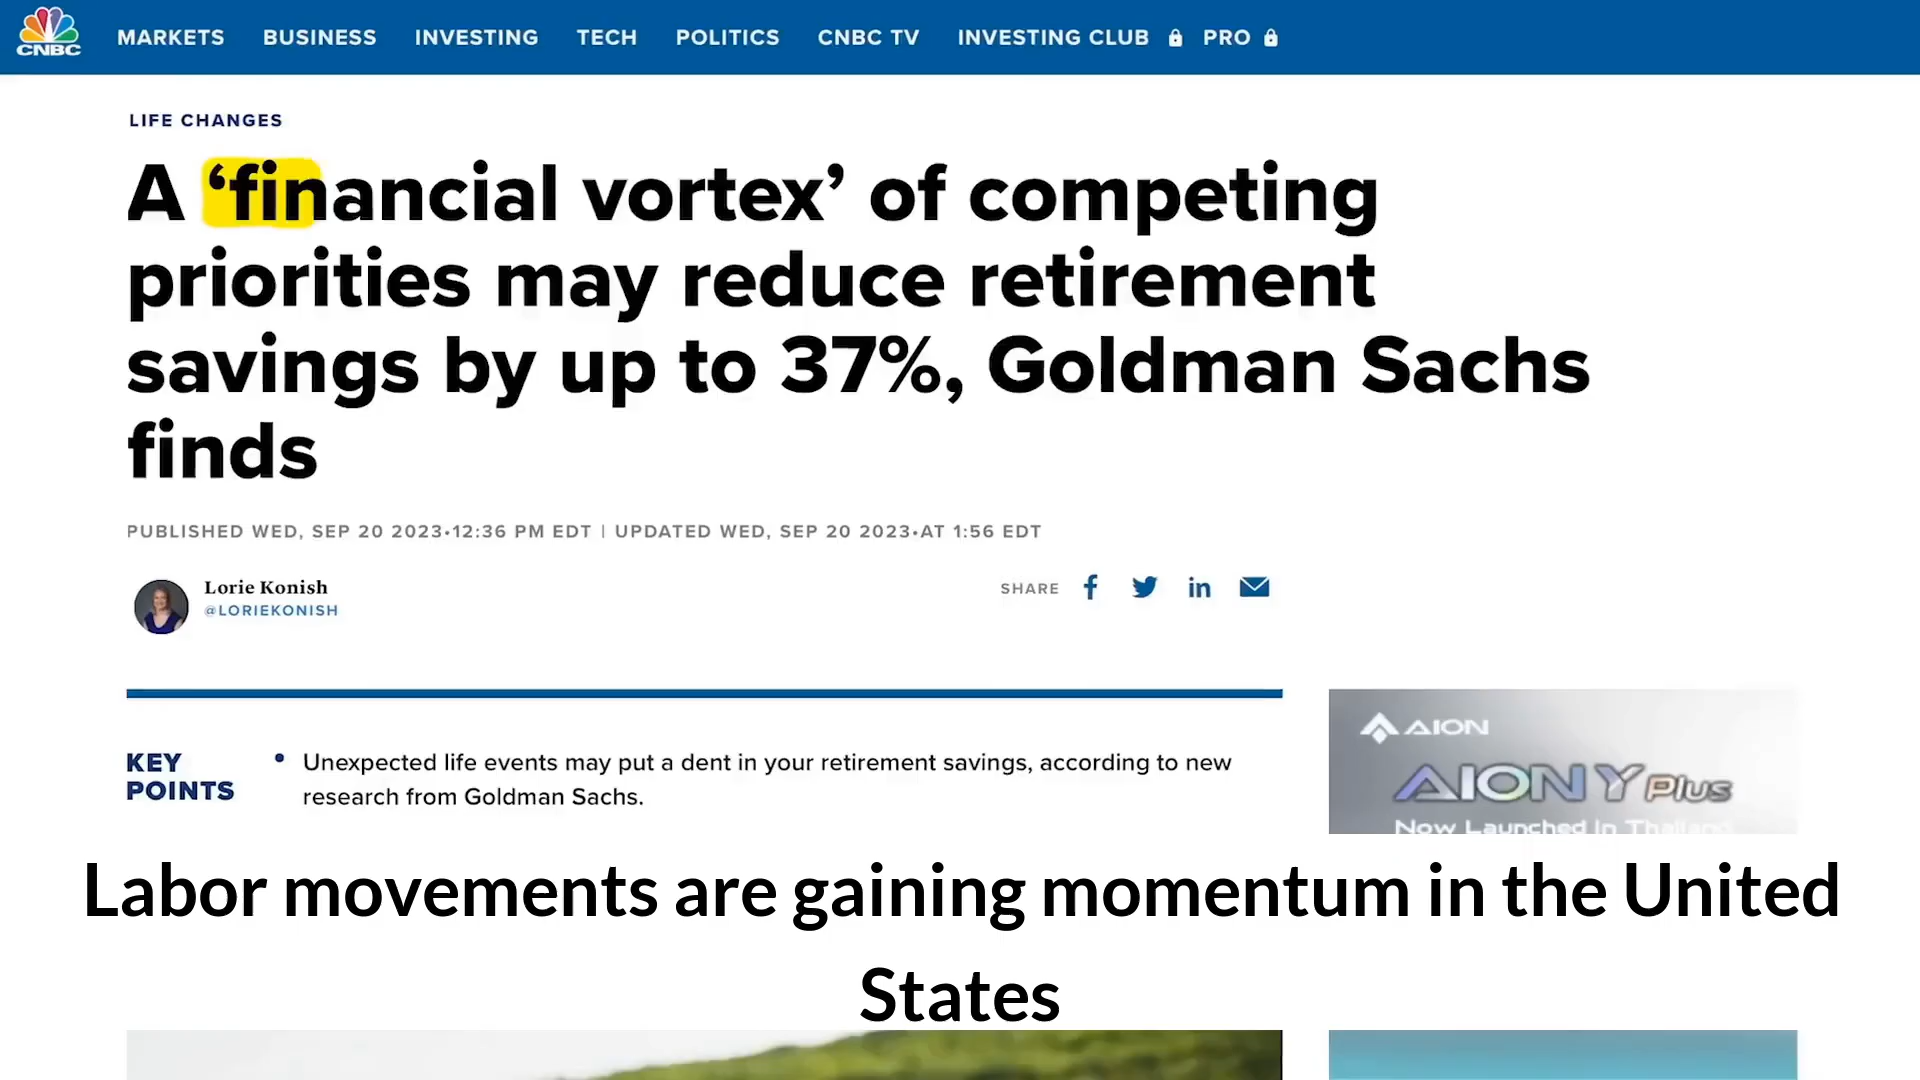 CNBC MARKETS BUSINESS INVESTING TECH POLITICS CNBC TV INVESTING CLUB PRO
LIFE CHANGES
A ‘financial vortex’ of competing
priorities may reduce retirement
savings by up to 37%, Goldman Sachs
finds
PUBLISHED WED, SEP 20 2023•12:36 PM EDT | UPDATED WED, SEP 20 2023•AT 1:56 EDT
Lorie Konish
@LORIEKONISH
SHARE
KEY
POINTS
• Unexpected life events may put a dent in your retirement savings, according to new
research from Goldman Sachs.
AION
AION Y Plus
Now Launched In Thailand
Labor movements are gaining momentum in the United
States